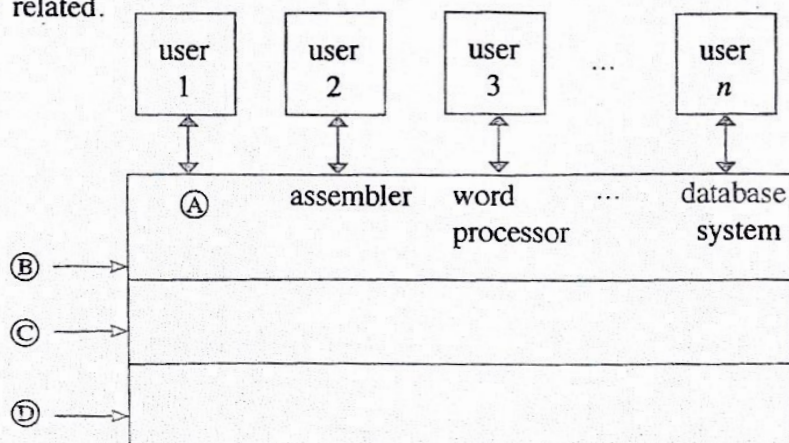 related.
user user user ... user
1 2 3 n
Ⓐ assembler word ... database
processor system
Ⓑ
Ⓒ
Ⓓ